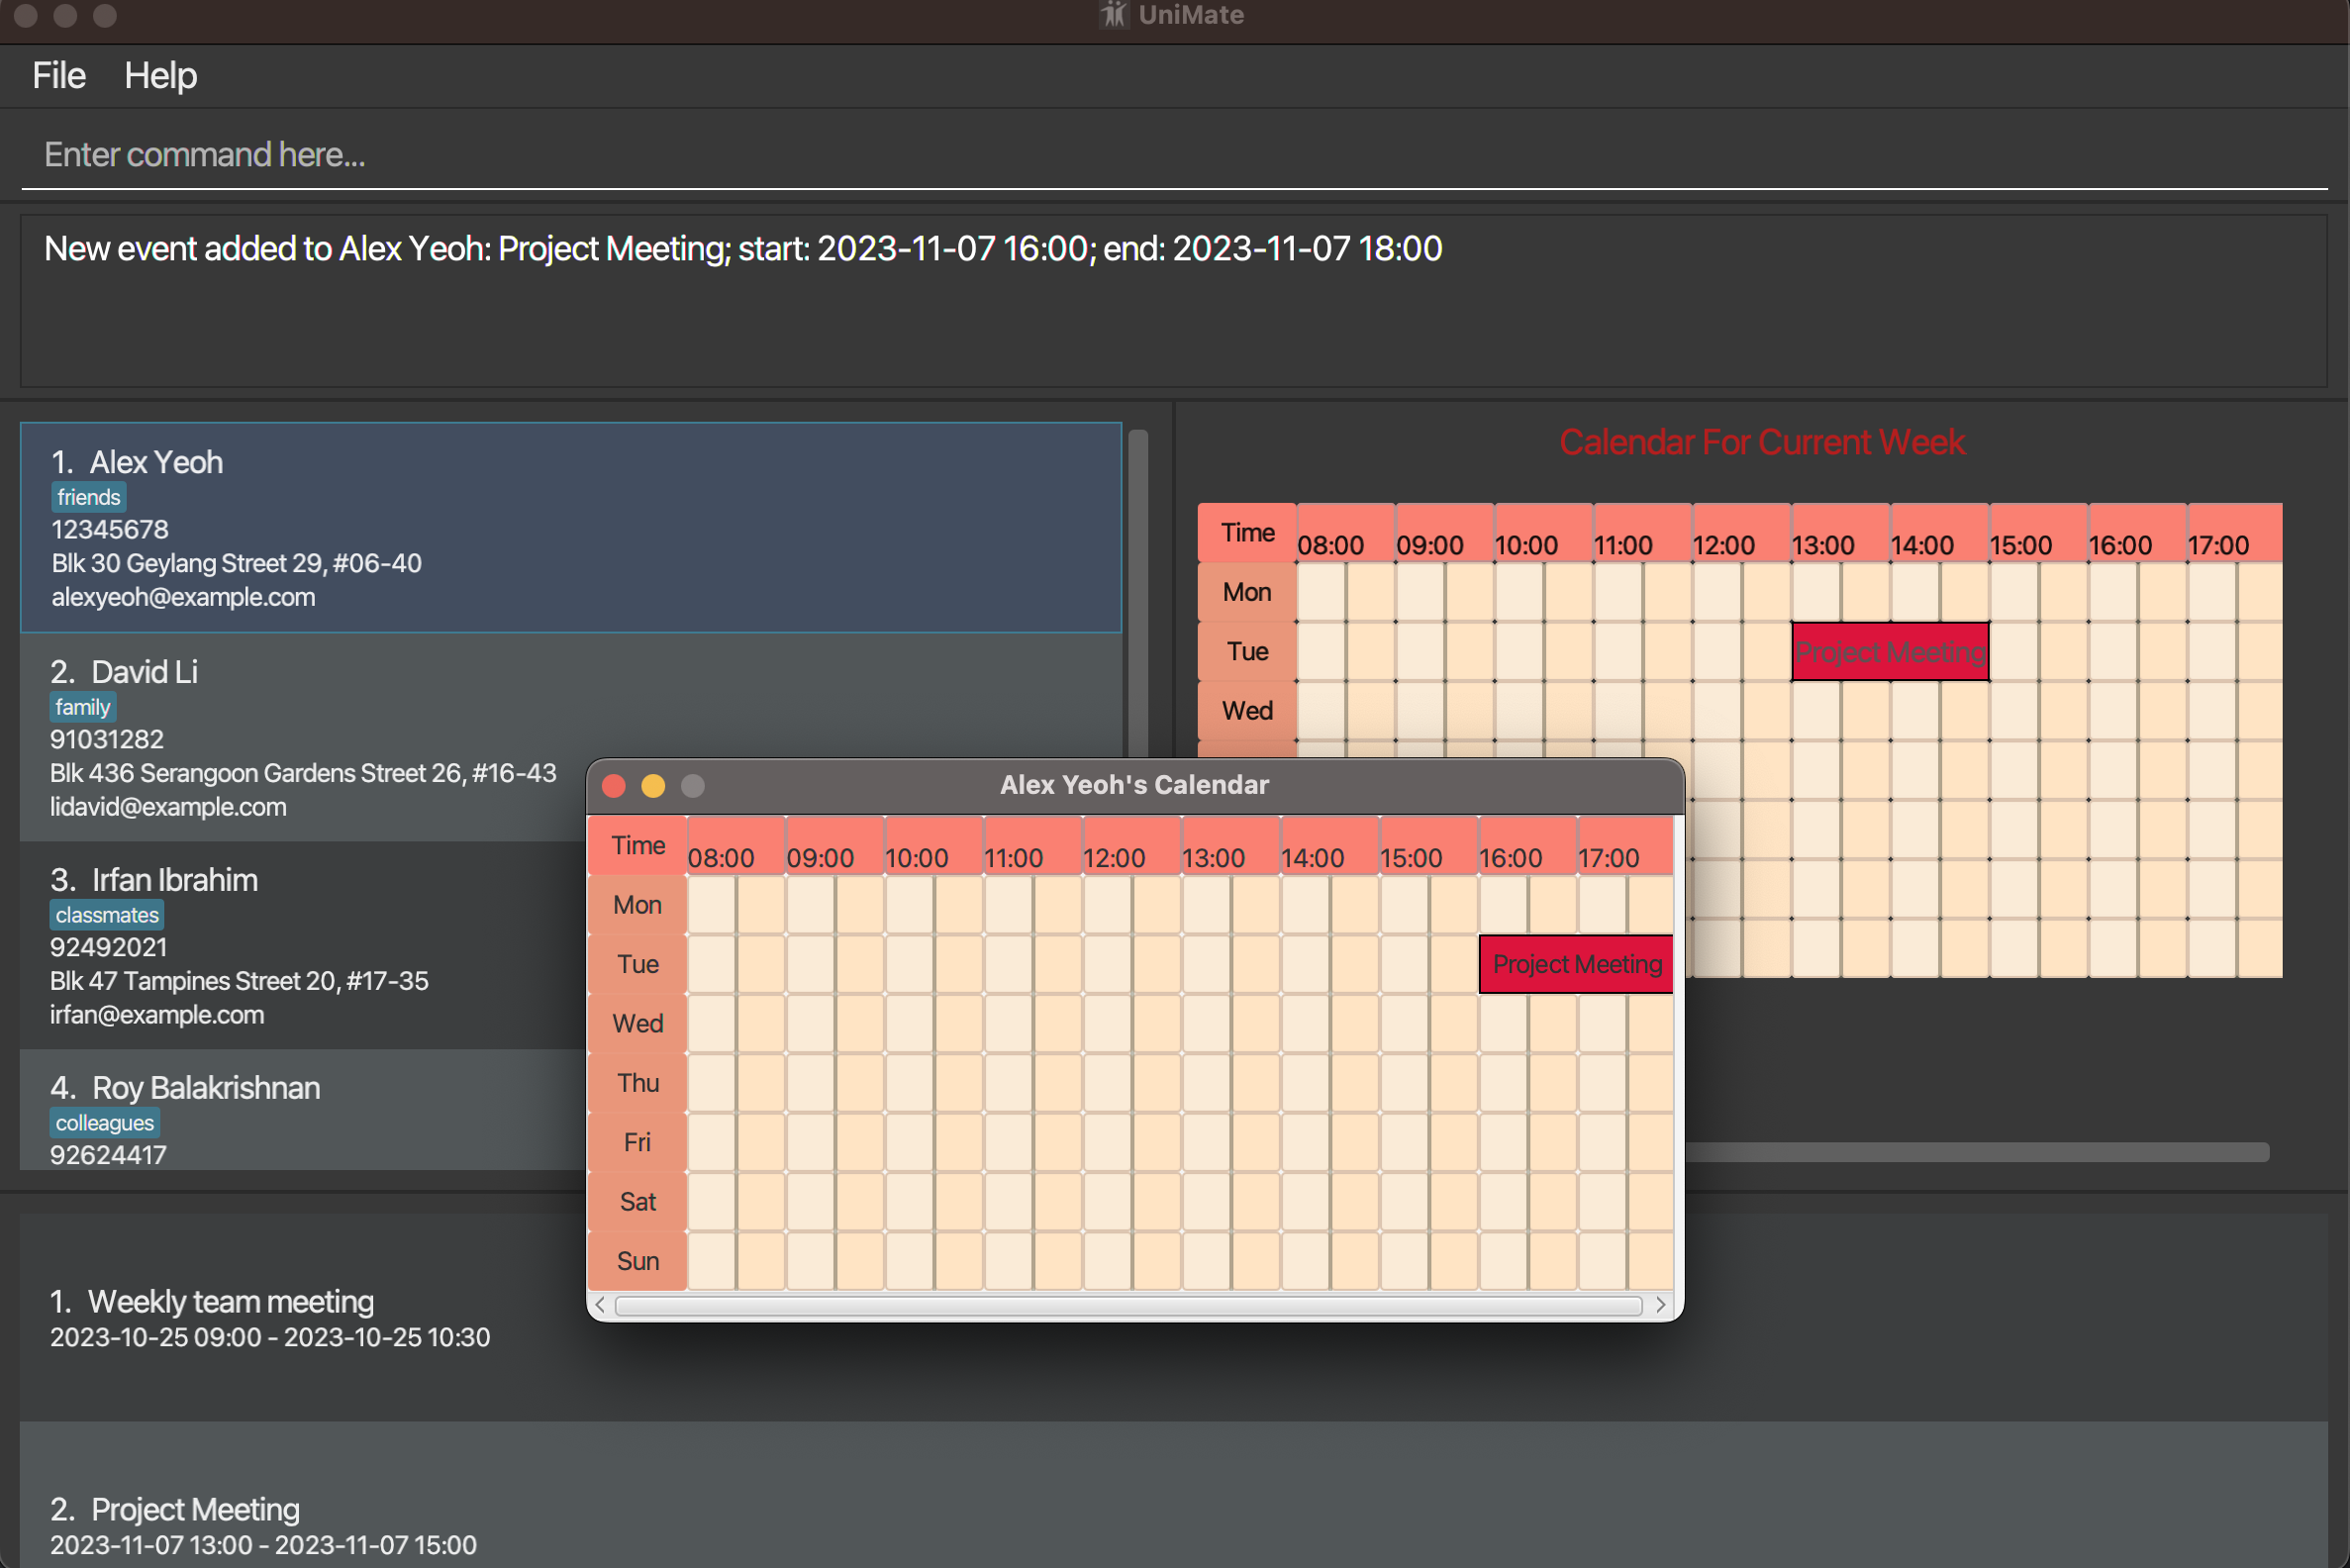 UniMate
File Help
Enter command here...
New event added to Alex Yeoh: Project Meeting; start: 2023-11-07 16:00; end: 2023-11-07 18:00
1. Alex Yeoh
friends
12345678
Blk 30 Geylang Street 29, #06-40
alexyeoh@example.com
2. David Li
family
91031282
Blk 436 Serangoon Gardens Street 26, #16-43
lidavid@example.com
3. Irfan Ibrahim
classmates
92492021
Blk 47 Tampines Street 20, #17-35
irfan@example.com
4. Roy Balakrishnan
colleagues
92624417
Calendar For Current Week
Time 08:00 09:00 10:00 11:00 12:00 13:00 14:00 15:00 16:00 17:00
Mon
Tue Project Meeting
Wed
Alex Yeoh's Calendar
Time 08:00 09:00 10:00 11:00 12:00 13:00 14:00 15:00 16:00 17:00
Mon
Tue Project Meeting
Wed
Thu
Fri
Sat
Sun
1. Weekly team meeting
2023-10-25 09:00 - 2023-10-25 10:30
2. Project Meeting
2023-11-07 13:00 - 2023-11-07 15:00